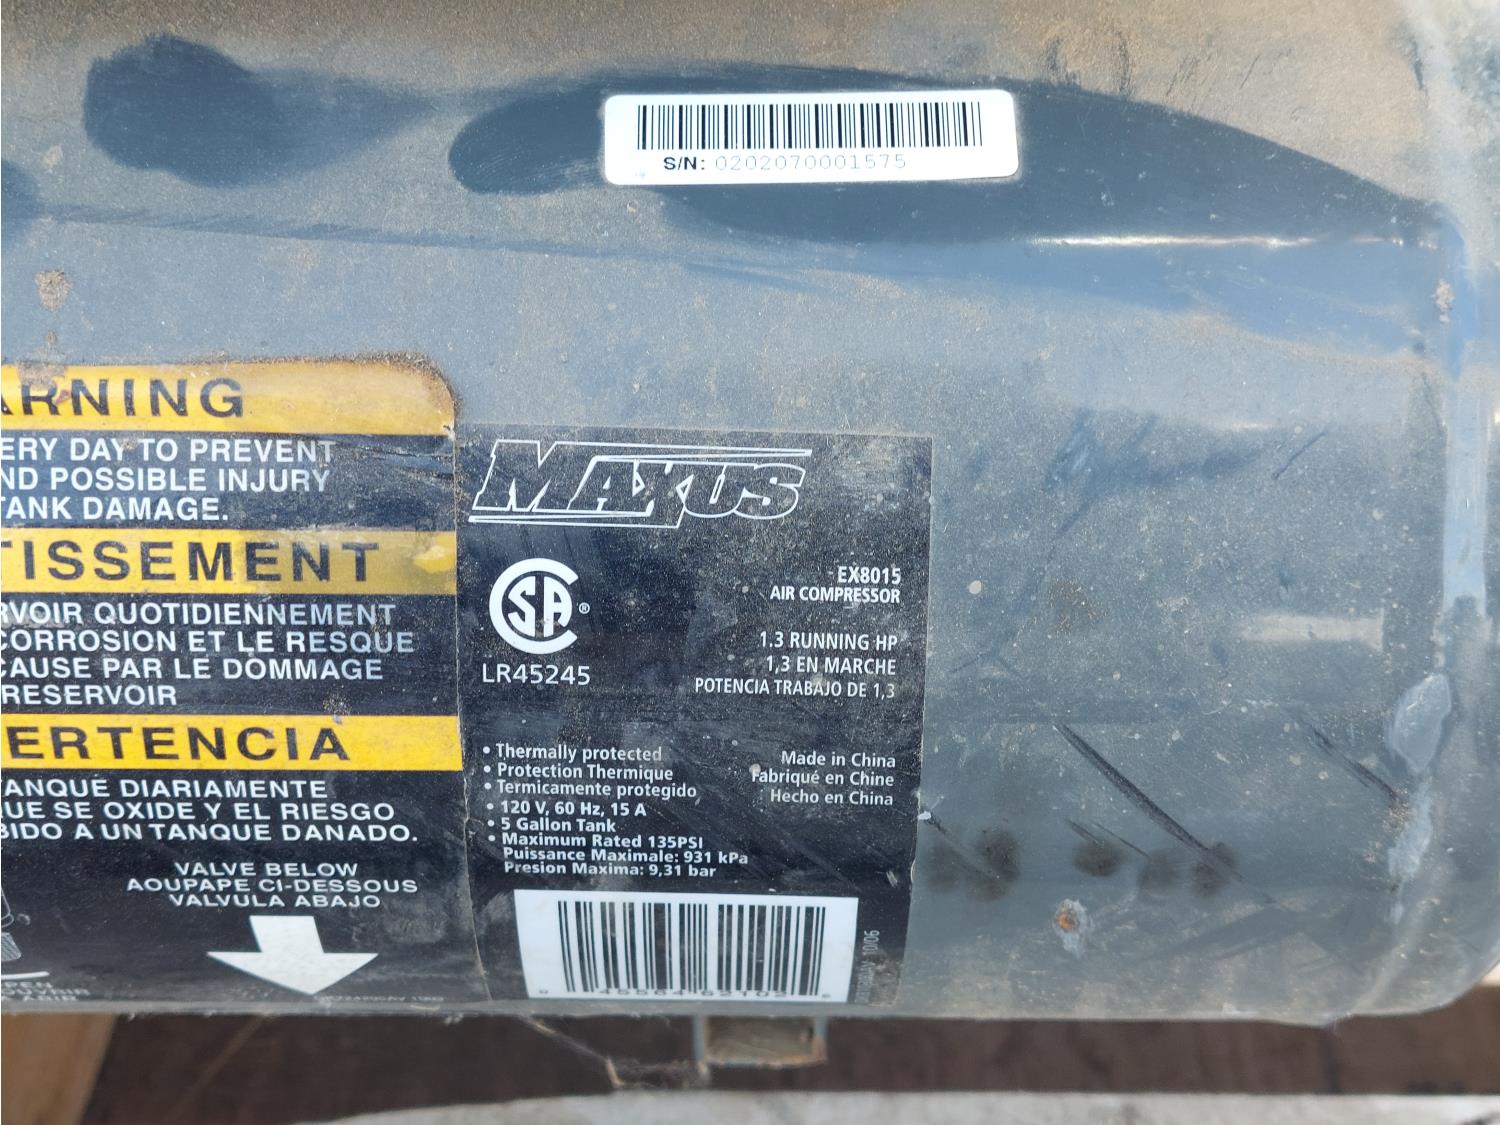 S/N: 0202070001575
ARNING
ERY DAY TO PREVENT
ND POSSIBLE INJURY
TANK DAMAGE.
TISSEMENT
RVOIR QUOTIDIENNEMENT
CORROSION ET LE RESQUE
CAUSE PAR LE DOMMAGE
RESERVOIR
ERTENCIA
TANQUE DIARIAMENTE
QUE SE OXIDE Y EL RIESGO
BIDO A UN TANQUE DANADO.
VALVE BELOW
AOUPAPE CI-DESSOUS
VALVULA ABAJO
MAXUS
CSA®
LR45245
EX8015
AIR COMPRESSOR
1.3 RUNNING HP
1,3 EN MARCHE
POTENCIA TRABAJO DE 1,3
• Thermally protected
• Protection Thermique
• Termicamente protegido
• 120 V, 60 Hz, 15 A
• 5 Gallon Tank
• Maximum Rated 135PSI
Puissance Maximale: 931 kPa
Presion Maxima: 9,31 bar
Made in China
Fabriqué en Chine
Hecho en China
10/06